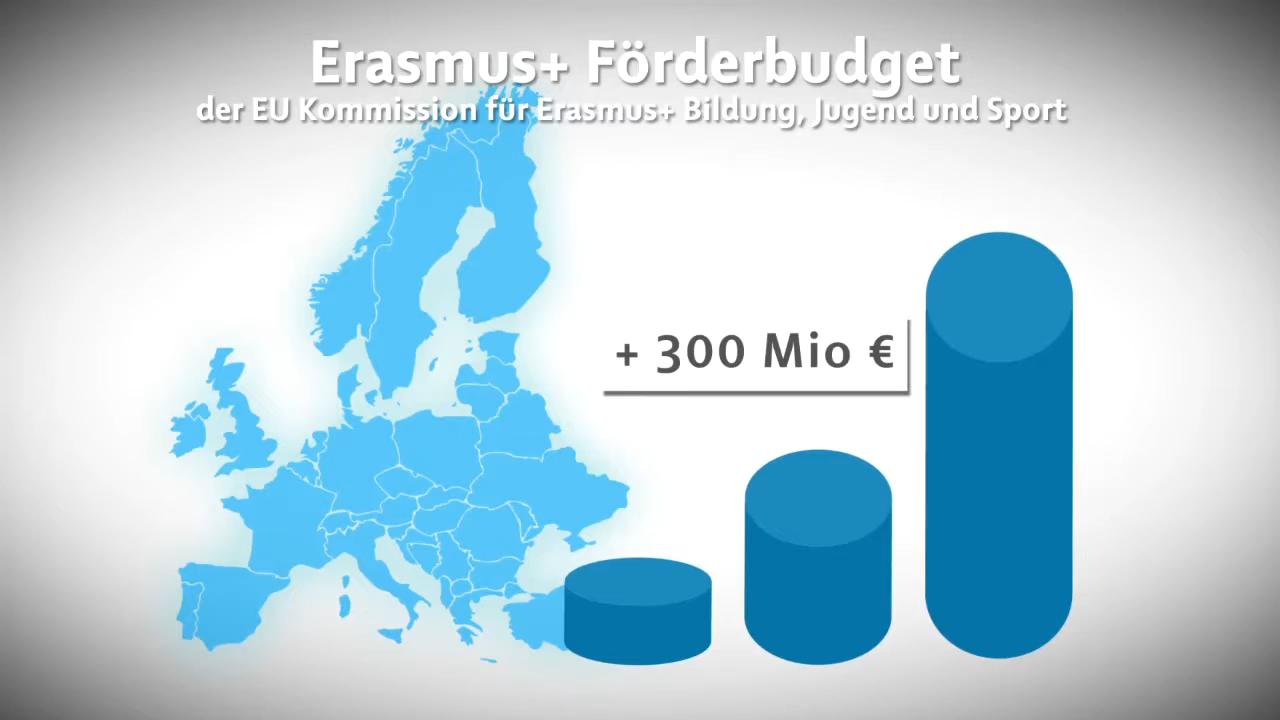 Erasmus+ Förderbudget
der EU Kommission für Erasmus+ Bildung, Jugend und Sport
+ 300 Mio €